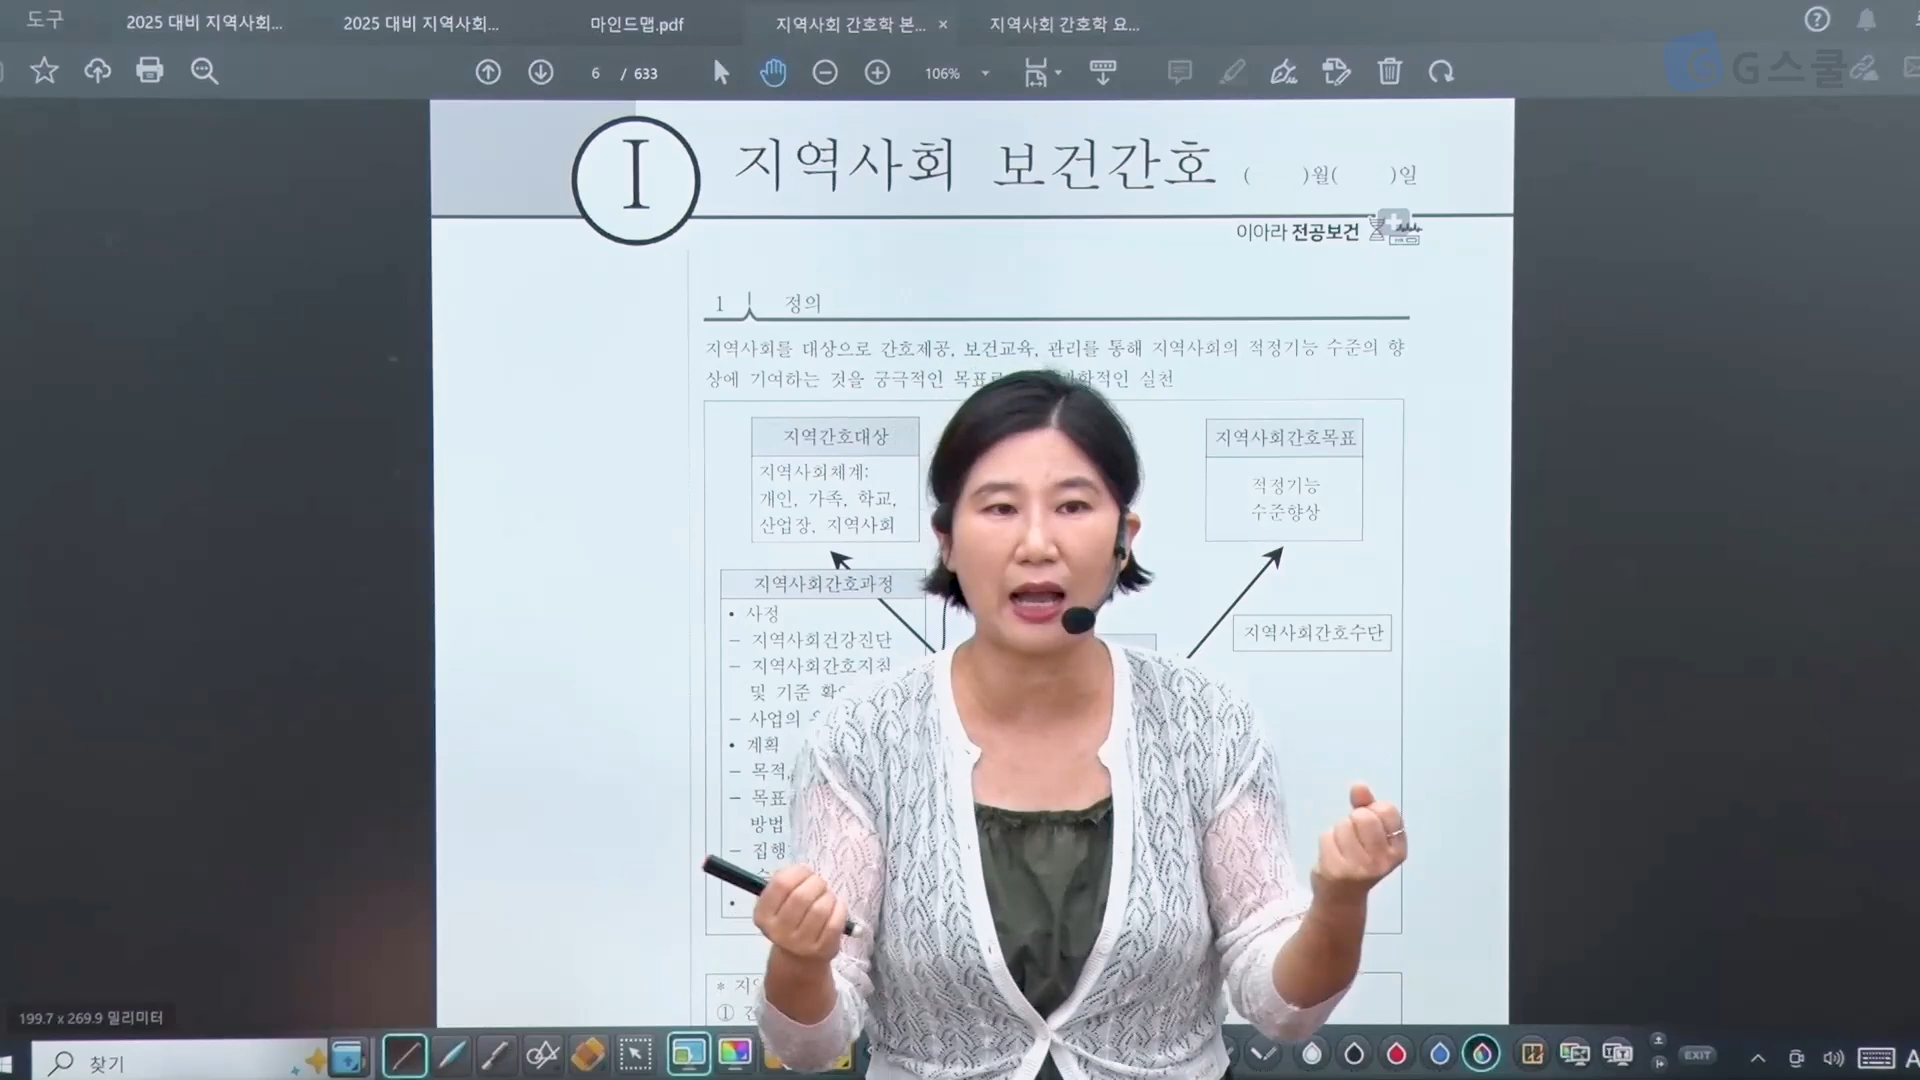 도구
2025 대비 지역사회...
2025 대비 지역사회...
마인드맵.pdf
지역사회 간호학 본... ×
지역사회 간호학 요...
6 / 633
106%
G스쿨
I 지역사회 보건간호 ( )월( )일
이아라 전공보건
1 정의
지역사회를 대상으로 간호제공, 보건교육, 관리를 통해 지역사회의 적정기능 수준의 향
상에 기여하는 것을 궁극적인 목표로 과학적인 실천
지역간호대상
지역사회체계:
개인, 가족, 학교,
산업장, 지역사회
지역사회간호목표
적정기능
수준향상
지역사회간호과정
• 사정
– 지역사회건강진단
– 지역사회간호지침
및 기준 확인
– 사업의
• 계획
– 목적,
– 목표
방법
– 집행
•
지역사회간호수단
*
①
199.7 x 269.9 밀리미터
찾기
EXIT
A